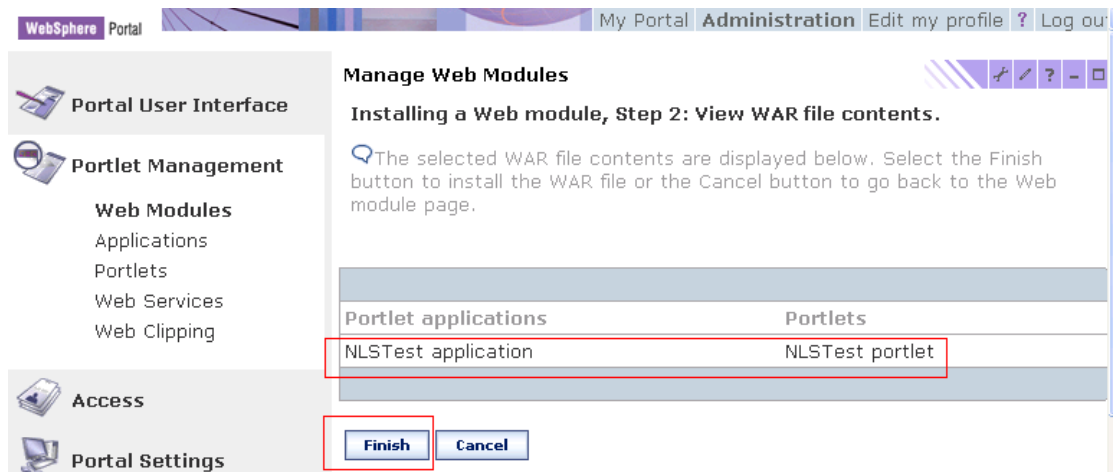 WebSphere Portal
My Portal Administration Edit my profile ? Log out
Portal User Interface
Portlet Management
Web Modules
Applications
Portlets
Web Services
Web Clipping
Access
Portal Settings
Manage Web Modules
?
Installing a Web module, Step 2: View WAR file contents.
The selected WAR file contents are displayed below. Select the Finish
button to install the WAR file or the Cancel button to go back to the Web
module page.
Portlet applications Portlets
NLSTest application NLSTest portlet
Finish Cancel